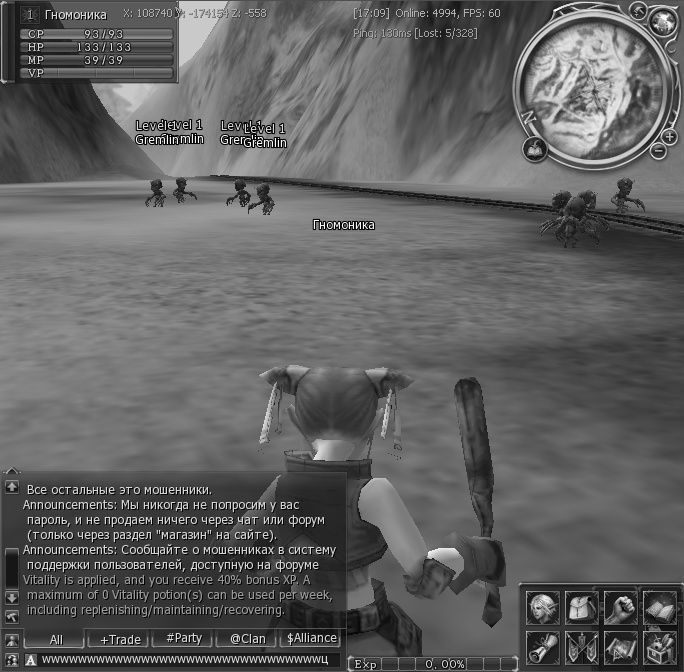 1 Гномоника
X: 108740 Y: -174154 Z: -558
[17:09] Online: 4994, FPS: 60
Ping: 130ms [Lost: 5/328]
CP 93/93
HP 133/133
MP 39/39
VP
Level 1
Gremlin
Level 1
Gremlin
Level 1
Gremlin
N
Гномоника
Все остальные это мошенники.
Announcements: Мы никогда не попросим у вас
пароль, и не продаем ничего через чат или форум
(только через раздел "магазин" на сайте).
Announcements: Сообщайте о мошенниках в систему
поддержки пользователей, доступную на форуме
Vitality is applied, and you receive 40% bonus XP. A
maximum of 0 Vitality potion(s) can be used per week,
including replenishing/maintaining/recovering.
All +Trade #Party @Clan $Alliance
A
Exp 0.00%